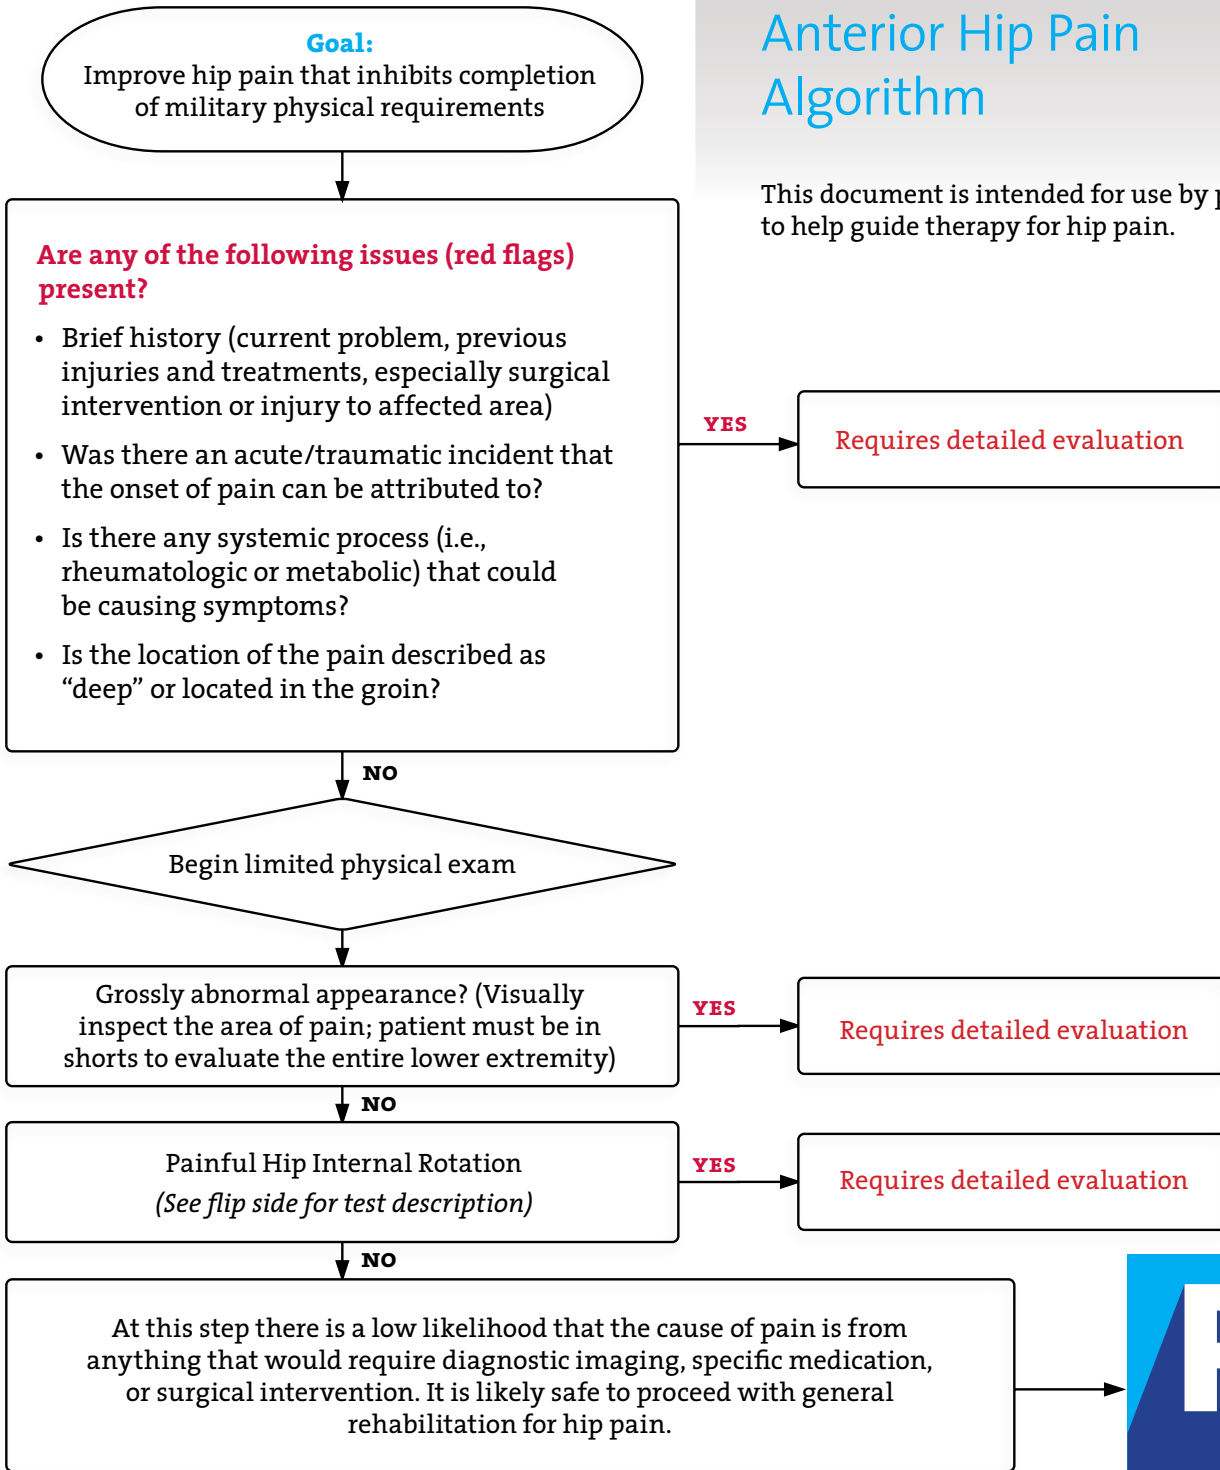 Goal:
Improve hip pain that inhibits completion
of military physical requirements
Anterior Hip Pain
Algorithm
This document is intended for use by
to help guide therapy for hip pain.
Are any of the following issues (red flags)
present?
• Brief history (current problem, previous
injuries and treatments, especially surgical
intervention or injury to affected area)
• Was there an acute/traumatic incident that
the onset of pain can be attributed to?
• Is there any systemic process (i.e.,
rheumatologic or metabolic) that could
be causing symptoms?
• Is the location of the pain described as
“deep” or located in the groin?
YES
Requires detailed evaluation
NO
Begin limited physical exam
Grossly abnormal appearance? (Visually
inspect the area of pain; patient must be in
shorts to evaluate the entire lower extremity)
YES
Requires detailed evaluation
NO
Painful Hip Internal Rotation
(See flip side for test description)
YES
Requires detailed evaluation
NO
At this step there is a low likelihood that the cause of pain is from
anything that would require diagnostic imaging, specific medication,
or surgical intervention. It is likely safe to proceed with general
rehabilitation for hip pain.